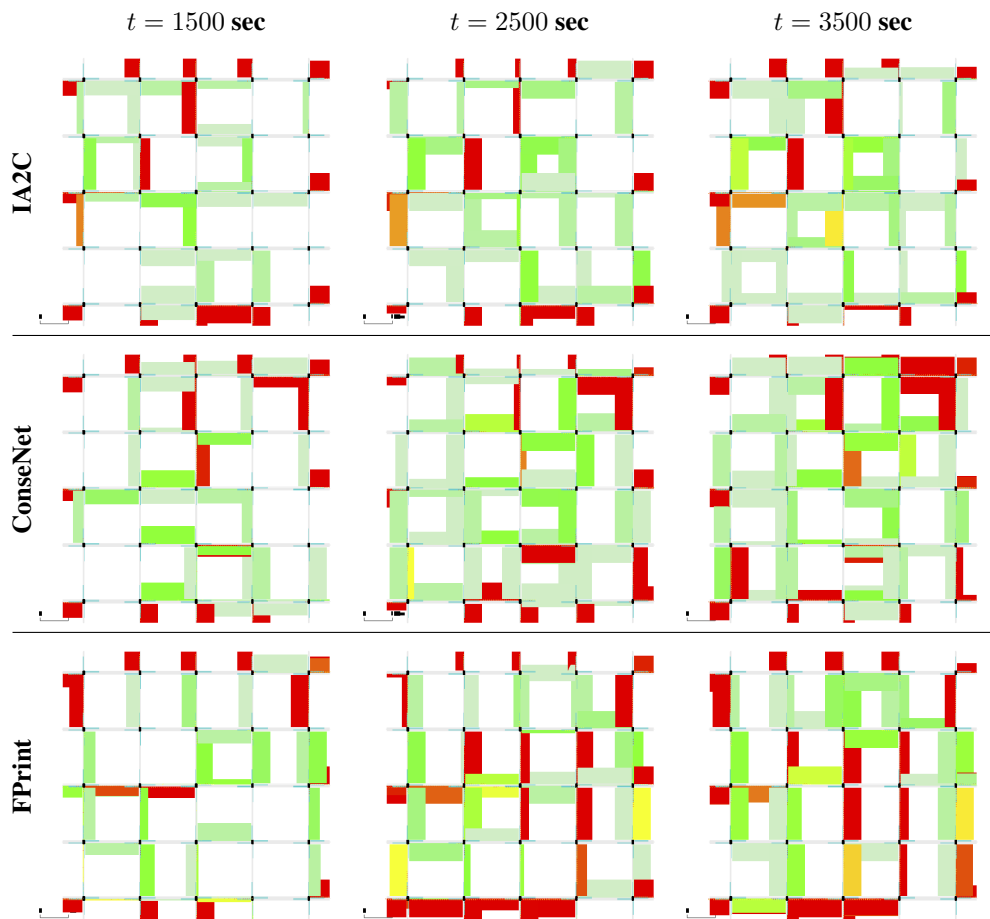 t = 1500 sec
t = 2500 sec
t = 3500 sec
IA2C
ConseNet
FPrint